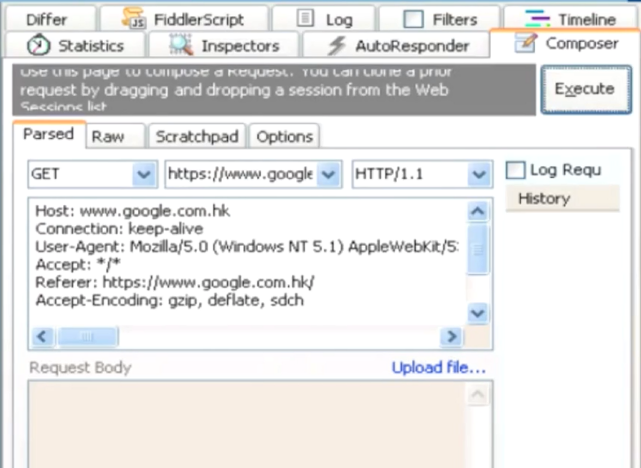 Differ FiddlerScript Log Filters Timeline
Statistics Inspectors AutoResponder Composer
Use this page to compose a Request. You can clone a prior
request by dragging and dropping a session from the Web
Sessions list
Execute
Parsed Raw Scratchpad Options
GET https://www.google HTTP/1.1 Log Requ
History
Host: www.google.com.hk
Connection: keep-alive
User-Agent: Mozilla/5.0 (Windows NT 5.1) AppleWebKit/5
Accept: */*
Referer: https://www.google.com.hk/
Accept-Encoding: gzip, deflate, sdch
Request Body Upload file...